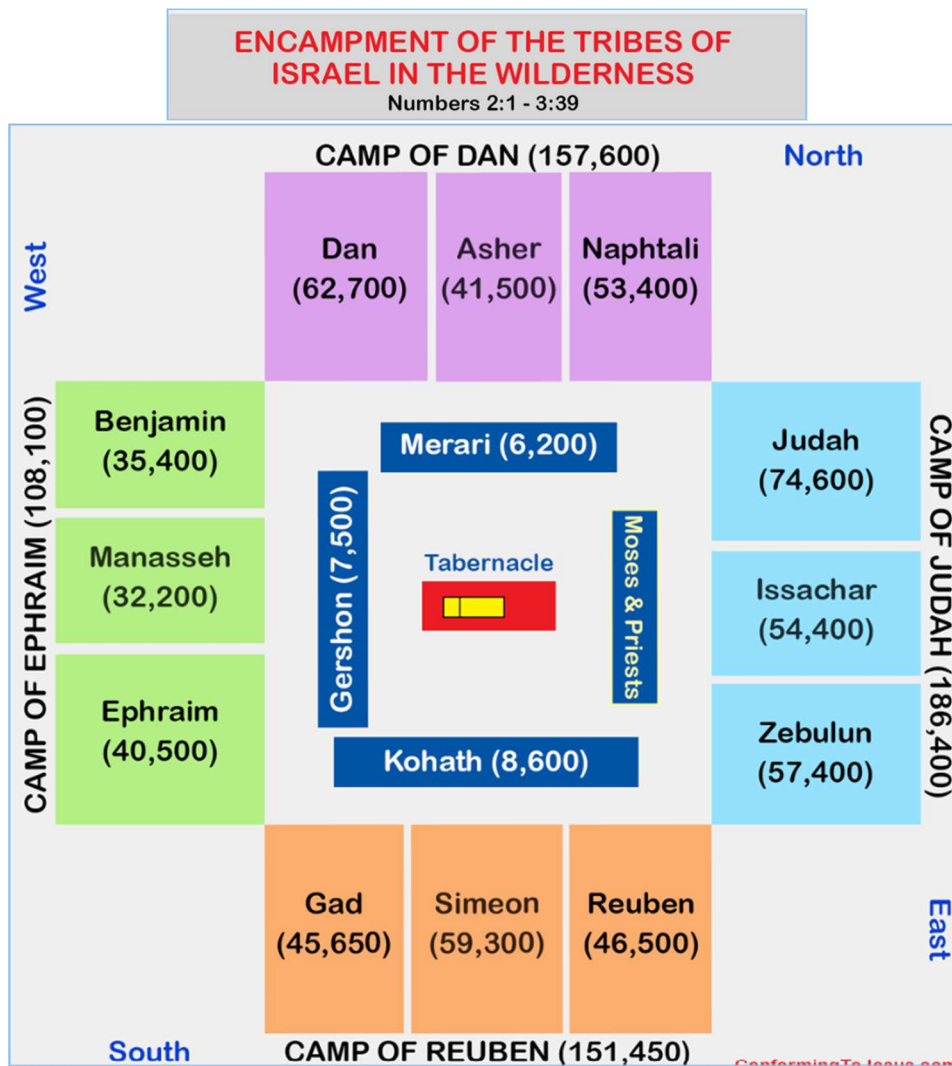 ENCAMPMENT OF THE TRIBES OF
ISRAEL IN THE WILDERNESS
Numbers 2:1 - 3:39
CAMP OF DAN (157,600)
North
West
Dan
(62,700)
Asher
(41,500)
Naphtali
(53,400)
CAMP OF EPHRAIM (108,100)
Benjamin
(35,400)
Manasseh
(32,200)
Ephraim
(40,500)
Merari (6,200)
Gershon (7,500)
Tabernacle
Moses & Priests
Kohath (8,600)
Judah
(74,600)
Issachar
(54,400)
Zebulun
(57,400)
CAMP OF JUDAH (186,400)
Gad
(45,650)
Simeon
(59,300)
Reuben
(46,500)
East
South
CAMP OF REUBEN (151,450)
ConformingToJesus.com